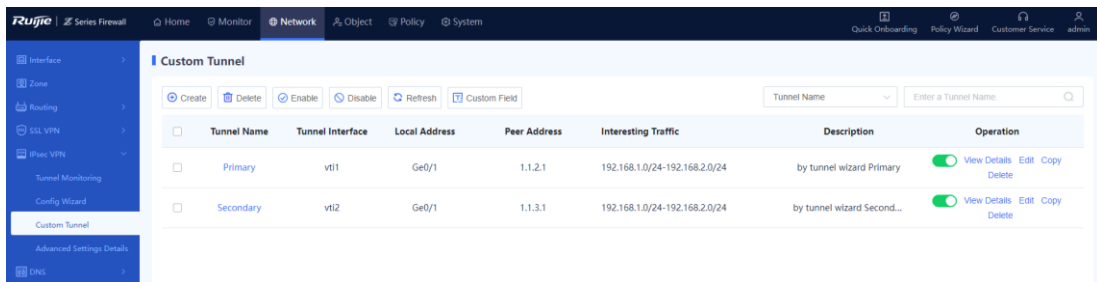 Ruijie | Z Series Firewall Home Monitor Network Object Policy System Quick Onboarding Policy Wizard Customer Service admin
Interface
Zone
Routing
SSL VPN
IPsec VPN
Tunnel Monitoring
Config Wizard
Custom Tunnel
Advanced Settings Details
DNS
Custom Tunnel
Create Delete Enable Disable Refresh Custom Field Tunnel Name Enter a Tunnel Name.
Tunnel Name Tunnel Interface Local Address Peer Address Interesting Traffic Description Operation
Primary vti1 Ge0/1 1.1.2.1 192.168.1.0/24-192.168.2.0/24 by tunnel wizard Primary View Details Edit Copy
Delete
Secondary vti2 Ge0/1 1.1.3.1 192.168.1.0/24-192.168.2.0/24 by tunnel wizard Second... View Details Edit Copy
Delete